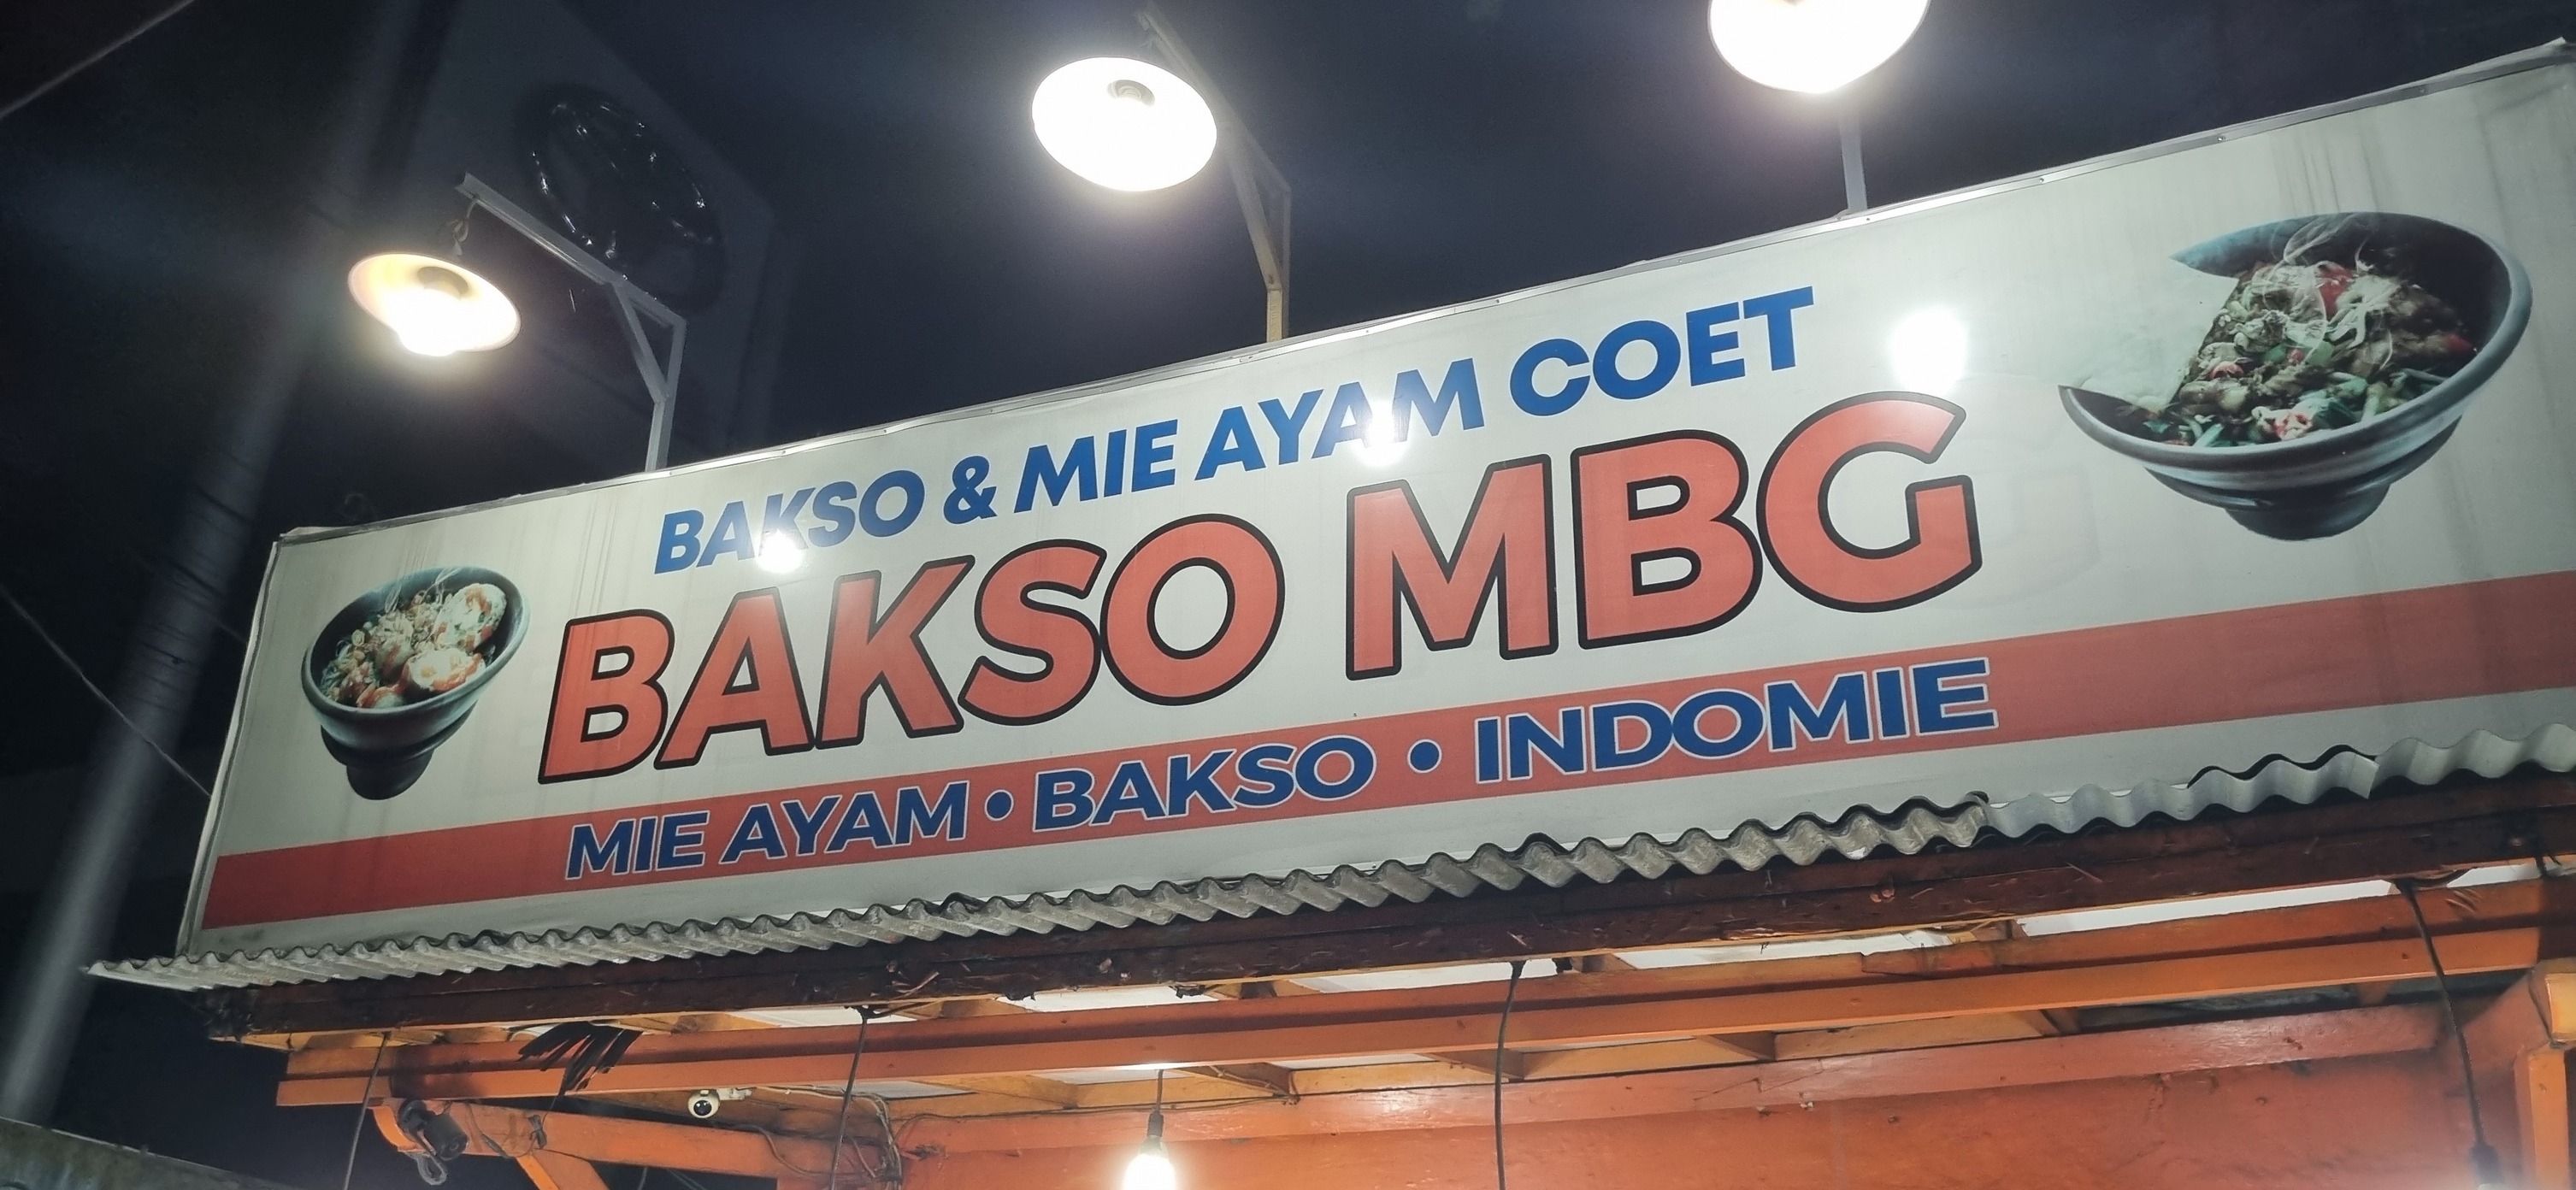 BAKSO & MIE AYAM COET
BAKSO MBG
MIE AYAM • BAKSO • INDOMIE